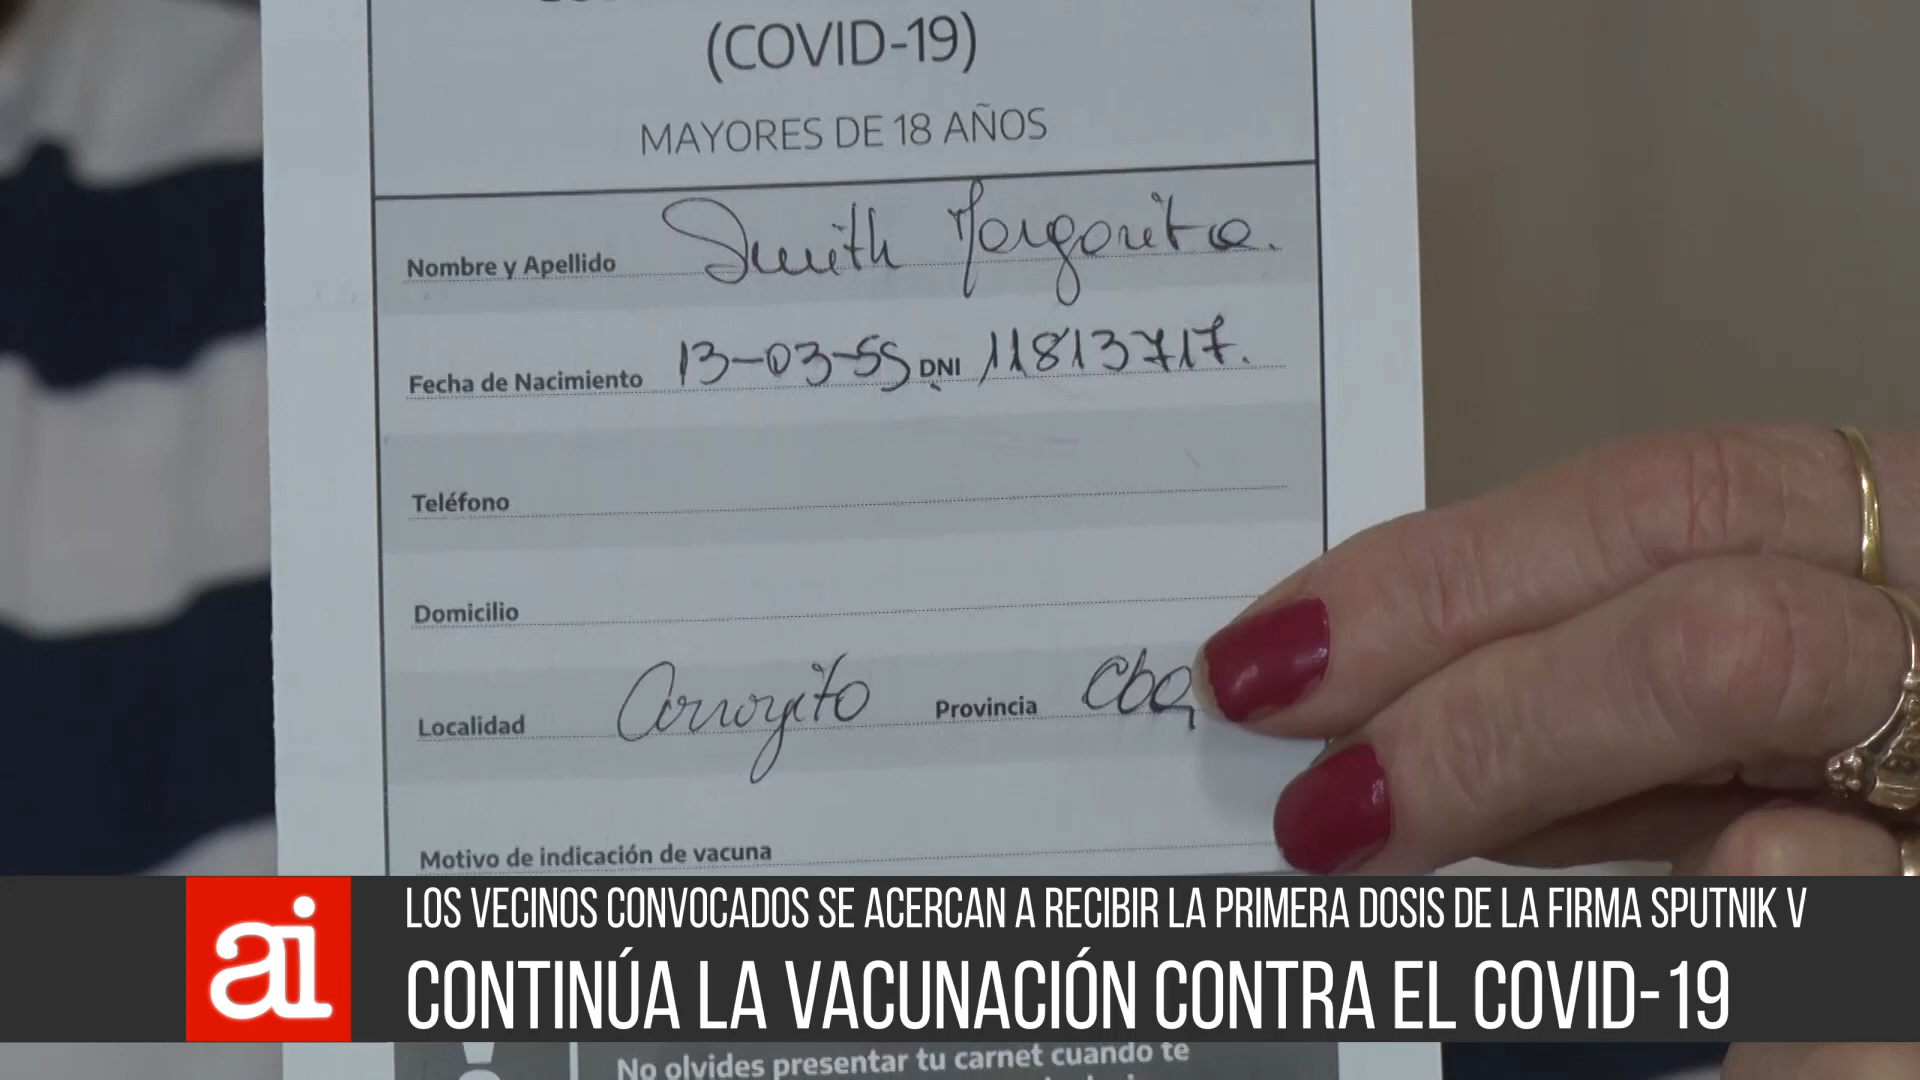 (COVID-19)
MAYORES DE 18 AÑOS
Nombre y Apellido Smith Margarita.
Fecha de Nacimiento 13-03-55 DNI 11813717.
Teléfono
Domicilio
Localidad Arroyito Provincia Cba
Motivo de indicación de vacuna
ai LOS VECINOS CONVOCADOS SE ACERCAN A RECIBIR LA PRIMERA DOSIS DE LA FIRMA SPUTNIK V
CONTINÚA LA VACUNACIÓN CONTRA EL COVID-19
No olvides presentar tu carnet cuando te